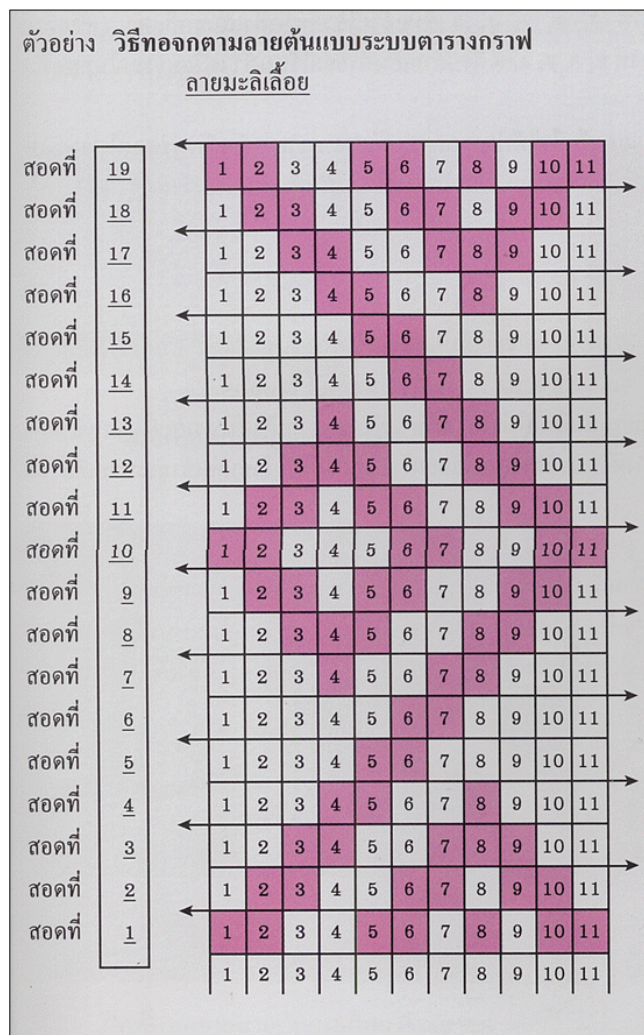 ตัวอย่าง วิธีทอจกตามลายต้นแบบระบบตารางกราฟ
ลายมะลิเลื้อย
สอดที่ 19 1 2 3 4 5 6 7 8 9 10 11
สอดที่ 18 1 2 3 4 5 6 7 8 9 10 11
สอดที่ 17 1 2 3 4 5 6 7 8 9 10 11
สอดที่ 16 1 2 3 4 5 6 7 8 9 10 11
สอดที่ 15 1 2 3 4 5 6 7 8 9 10 11
สอดที่ 14 1 2 3 4 5 6 7 8 9 10 11
สอดที่ 13 1 2 3 4 5 6 7 8 9 10 11
สอดที่ 12 1 2 3 4 5 6 7 8 9 10 11
สอดที่ 11 1 2 3 4 5 6 7 8 9 10 11
สอดที่ 10 1 2 3 4 5 6 7 8 9 10 11
สอดที่ 9 1 2 3 4 5 6 7 8 9 10 11
สอดที่ 8 1 2 3 4 5 6 7 8 9 10 11
สอดที่ 7 1 2 3 4 5 6 7 8 9 10 11
สอดที่ 6 1 2 3 4 5 6 7 8 9 10 11
สอดที่ 5 1 2 3 4 5 6 7 8 9 10 11
สอดที่ 4 1 2 3 4 5 6 7 8 9 10 11
สอดที่ 3 1 2 3 4 5 6 7 8 9 10 11
สอดที่ 2 1 2 3 4 5 6 7 8 9 10 11
สอดที่ 1 1 2 3 4 5 6 7 8 9 10 11
1 2 3 4 5 6 7 8 9 10 11